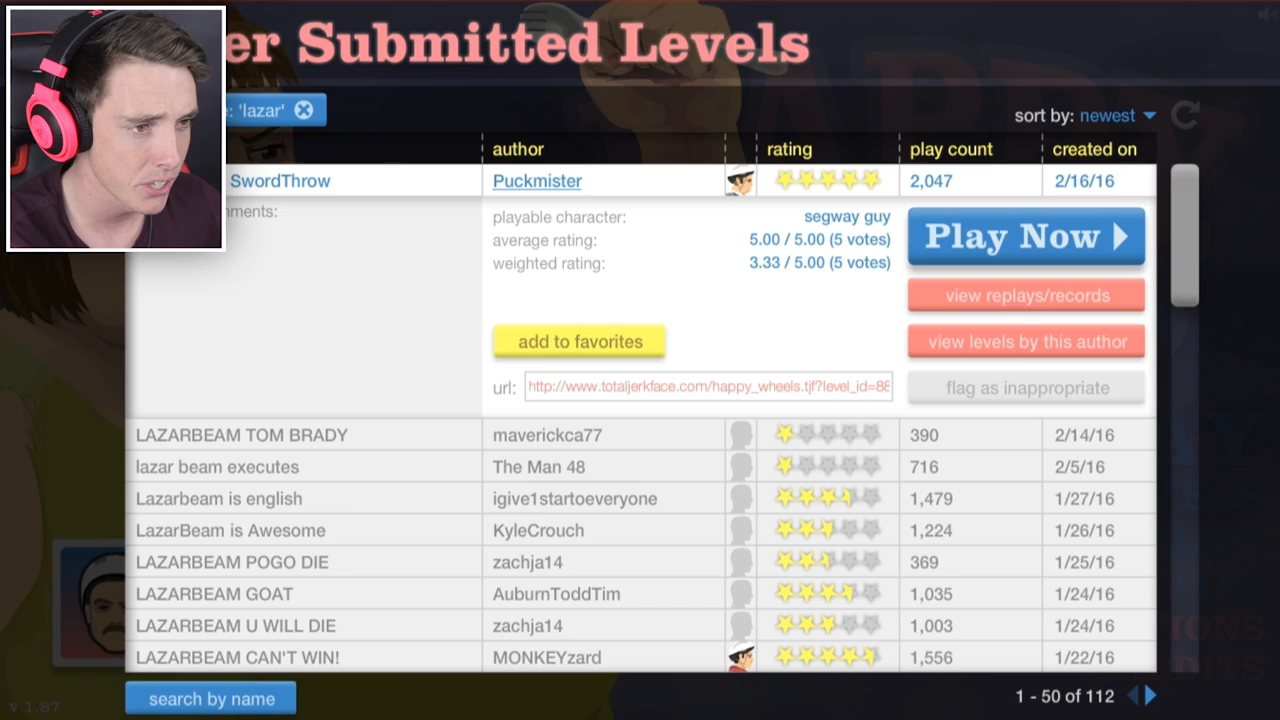 er Submitted Levels
: 'lazar'
sort by: newest
author rating play count created on
SwordThrow Puckmister 2,047 2/16/16
mments:
playable character: segway guy
average rating: 5.00 / 5.00 (5 votes)
weighted rating: 3.33 / 5.00 (5 votes)
Play Now
view replays/records
add to favorites
view levels by this author
url: http://www.totaljerkface.com/happy_wheels.tjf?level_id=88
flag as inappropriate
LAZARBEAM TOM BRADY maverickca77 390 2/14/16
lazar beam executes The Man 48 716 2/5/16
Lazarbeam is english igive1startoeveryone 1,479 1/27/16
LazarBeam is Awesome KyleCrouch 1,224 1/26/16
LAZARBEAM POGO DIE zachja14 369 1/25/16
LAZARBEAM GOAT AuburnToddTim 1,035 1/24/16
LAZARBEAM U WILL DIE zachja14 1,003 1/24/16
LAZARBEAM CAN'T WIN! MONKEYzard 1,556 1/22/16
search by name
1 - 50 of 112
v 1.87